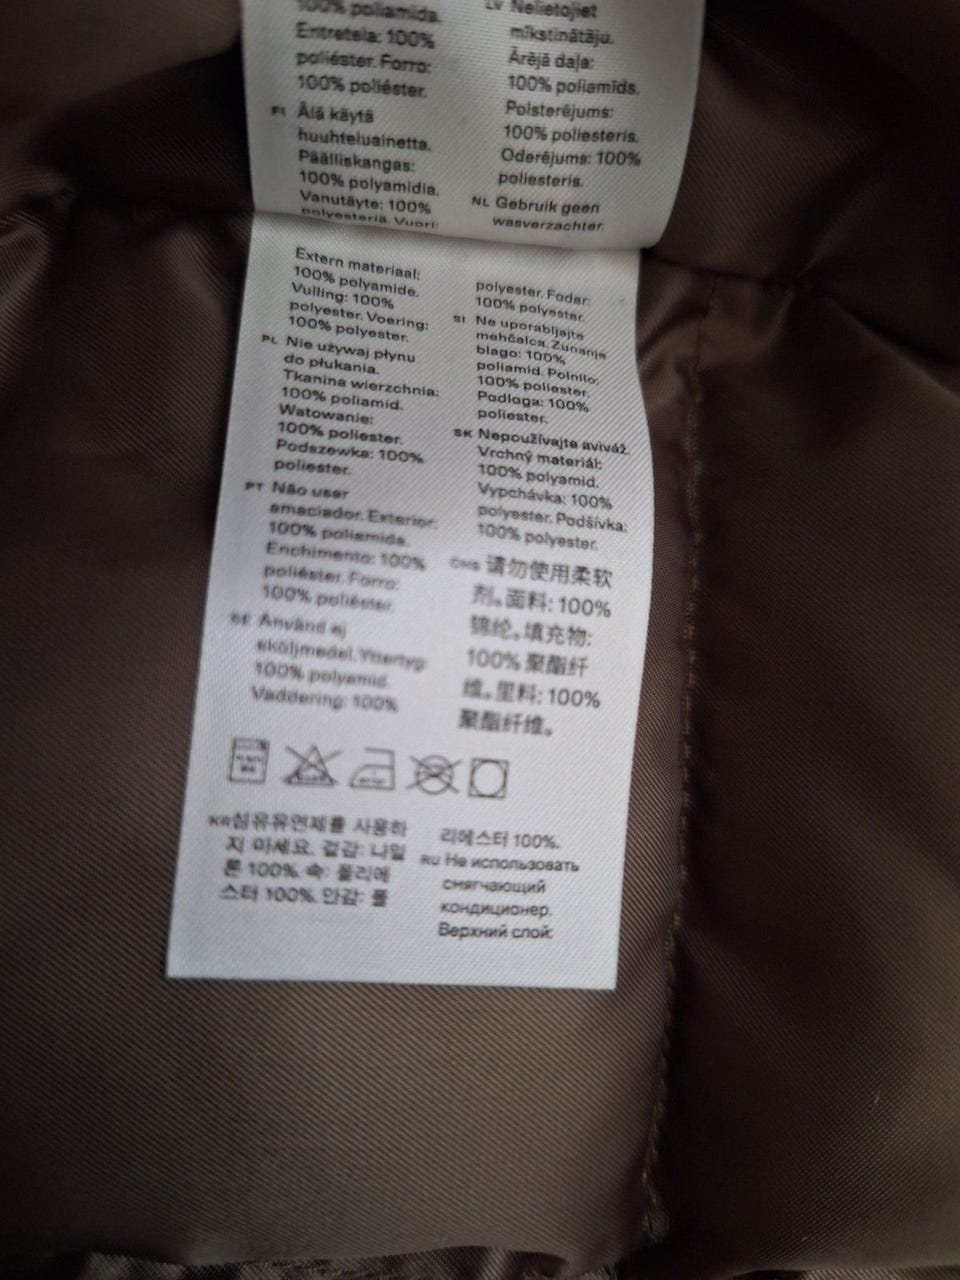 100% poliamida.
Entretela: 100%
poliéster. Forro:
100% poliéster.
FI Älä käytä
huuhteluainetta.
Päälliskangas:
100% polyamidia.
Vanutäyte: 100%
polyesteriä. Vuori:
LV Nelietojiet
mīkstinātāju.
Ārējā daļa:
100% poliamīds.
Polsterējums:
100% poliesteris.
Oderējums: 100%
poliesteris.
NL Gebruik geen
wasverzachter.
Extern materiaal:
100% polyamide.
Vulling: 100%
polyester. Voering:
100% polyester.
PL Nie używaj płynu
do płukania.
Tkanina wierzchnia:
100% poliamid.
Watowanie:
100% poliester.
Podszewka: 100%
poliester.
PT Não usar
amaciador. Exterior:
100% poliamida.
Enchimento: 100%
poliéster. Forro:
100% poliéster.
SE Använd ej
sköljmedel. Yttertyg:
100% polyamid.
Vaddering: 100%
polyester. Foder:
100% polyester.
SI Ne uporabljajte
mehčalca. Zunanje
blago: 100%
poliamid. Polnilo:
100% poliester.
Podloga: 100%
poliester.
SK Nepoužívajte aviváž.
Vrchný materiál:
100% polyamid.
Vypchávka: 100%
polyester. Podšívka:
100% polyester.
CHS 请勿使用柔软
剂。面料: 100%
锦纶。填充物:
100% 聚酯纤
维。里料: 100%
聚酯纤维。
KR 섬유유연제를 사용하
지 마세요. 겉감: 나일
론 100%. 속: 폴리에
스터 100%. 안감: 폴
리에스터 100%.
RU Не использовать
смягчающий
кондиционер.
Верхний слой: